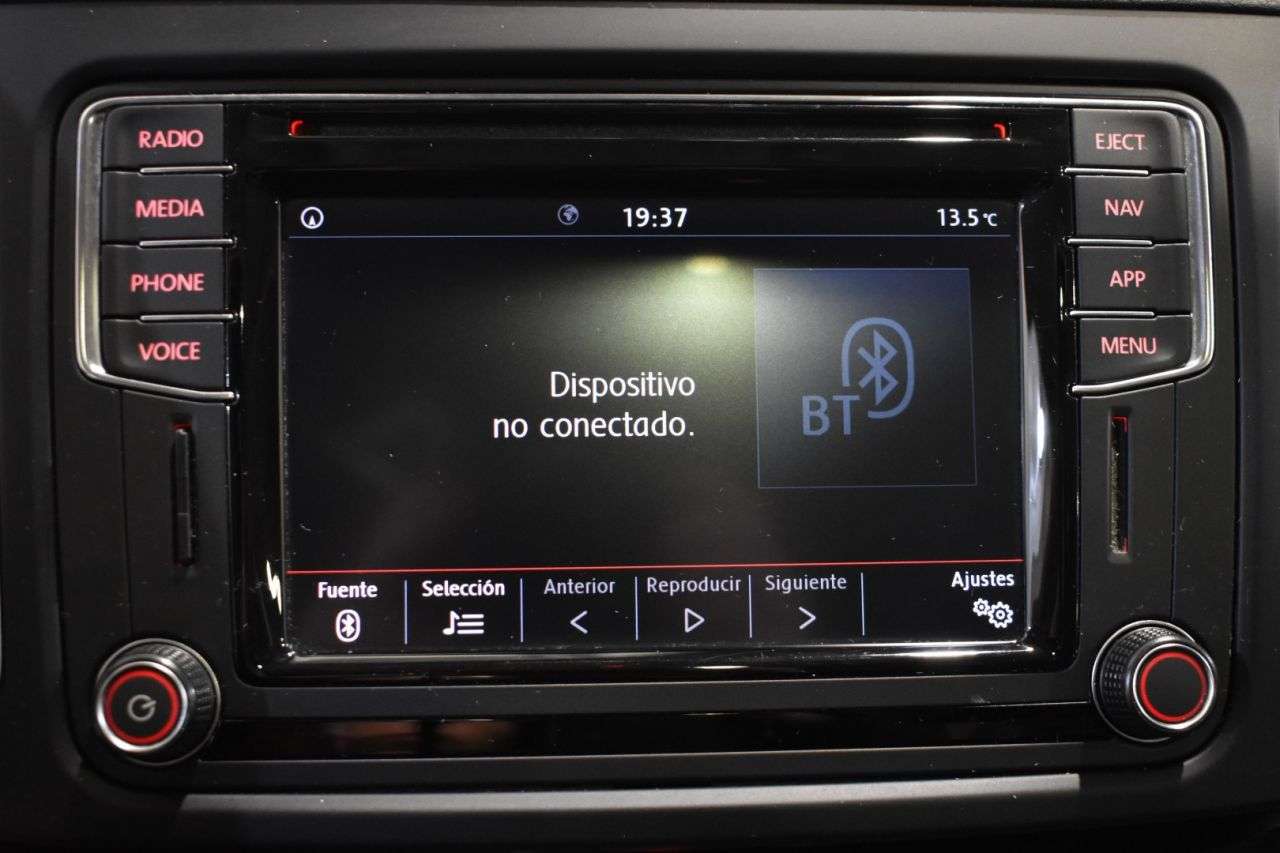 RADIO
MEDIA
PHONE
VOICE
EJECT
NAV
APP
MENU
19:37
13.5 °C
Dispositivo
no conectado.
BT
Fuente
Selección
Anterior
Reproducir
Siguiente
Ajustes